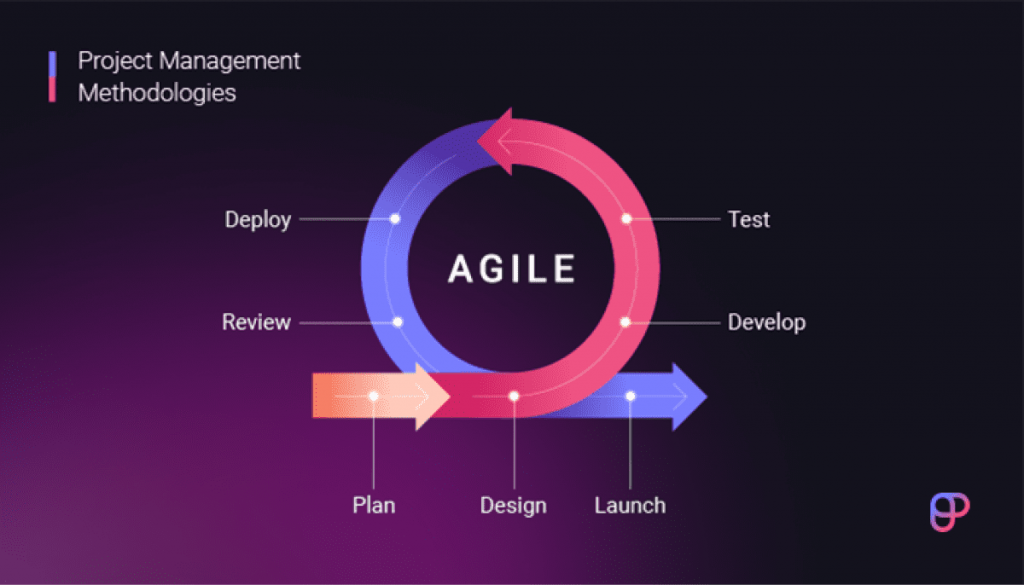 Project Management
Methodologies
Deploy
Test
AGILE
Review
Develop
Plan
Design
Launch